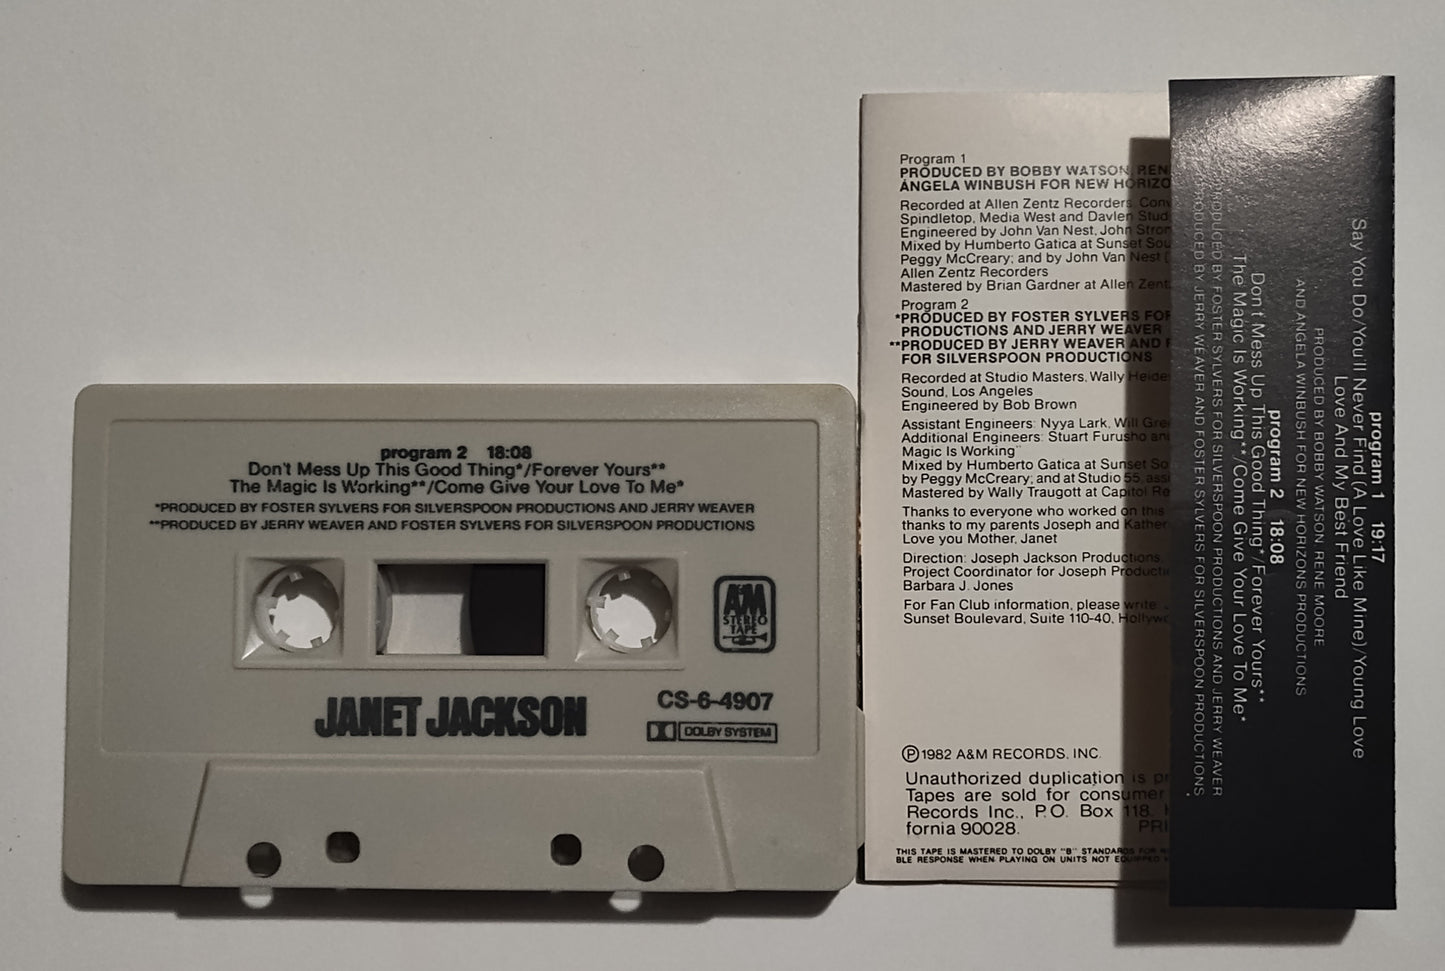 program 2 18:08
Don't Mess Up This Good Thing*/Forever Yours**
The Magic Is Working**/Come Give Your Love To Me*
*PRODUCED BY FOSTER SYLVERS FOR SILVERSPOON PRODUCTIONS AND JERRY WEAVER
**PRODUCED BY JERRY WEAVER AND FOSTER SYLVERS FOR SILVERSPOON PRODUCTIONS
AM
STEREO
TAPE
JANET JACKSON
CS-6-4907
DOLBY SYSTEM
Program 1
PRODUCED BY BOBBY WATSON, REN
ANGELA WINBUSH FOR NEW HORIZO
Recorded at Allen Zentz Recorders,
Spindletop, Media West and Davlen Stud
Engineered by John Van Nest, John Stron
Mixed by Humberto Gatica at Sunset Sou
Peggy McCreary; and by John Van Nest
Allen Zentz Recorders
Mastered by Brian Gardner at Allen Zent
Program 2
*PRODUCED BY FOSTER SYLVERS FOR
PRODUCTIONS AND JERRY WEAVER
**PRODUCED BY JERRY WEAVER AND F
FOR SILVERSPOON PRODUCTIONS
Recorded at Studio Masters, Wally Heider
Sound, Los Angeles
Engineered by Bob Brown
Assistant Engineers: Nyya Lark, Will Gre
Additional Engineers: Stuart Furusho an
Magic Is Working"
Mixed by Humberto Gatica at Sunset So
by Peggy McCreary; and at Studio 55, ass
Mastered by Wally Traugott at Capitol Re
Thanks to everyone who worked on this
thanks to my parents Joseph and Kather
Love you Mother, Janet
Direction: Joseph Jackson Productions,
Project Coordinator for Joseph Producti
Barbara J. Jones
For Fan Club information, please write:
Sunset Boulevard, Suite 110-40, Hollywo
℗1982 A&M RECORDS, INC.
Unauthorized duplication is pr
Tapes are sold for consumer
Records Inc., P.O. Box 118, H
fornia 90028. PRI
THIS TAPE IS MASTERED TO DOLBY "B" STANDARDS FOR
BLE RESPONSE WHEN PLAYING ON UNITS NOT EQUIPPED
program 1 19:17
Say You Do/You'll Never Find (A Love Like Mine)/Young Love
Love And My Best Friend
PRODUCED BY BOBBY WATSON, RENE MOORE
AND ANGELA WINBUSH FOR NEW HORIZONS PRODUCTIONS
program 2 18:08
Don't Mess Up This Good Thing*/Forever Yours**
The Magic Is Working**/Come Give Your Love To Me*
PRODUCED BY FOSTER SYLVERS FOR SILVERSPOON PRODUCTIONS AND JERRY WEAVER
PRODUCED BY JERRY WEAVER AND FOSTER SYLVERS FOR SILVERSPOON PRODUCTIONS